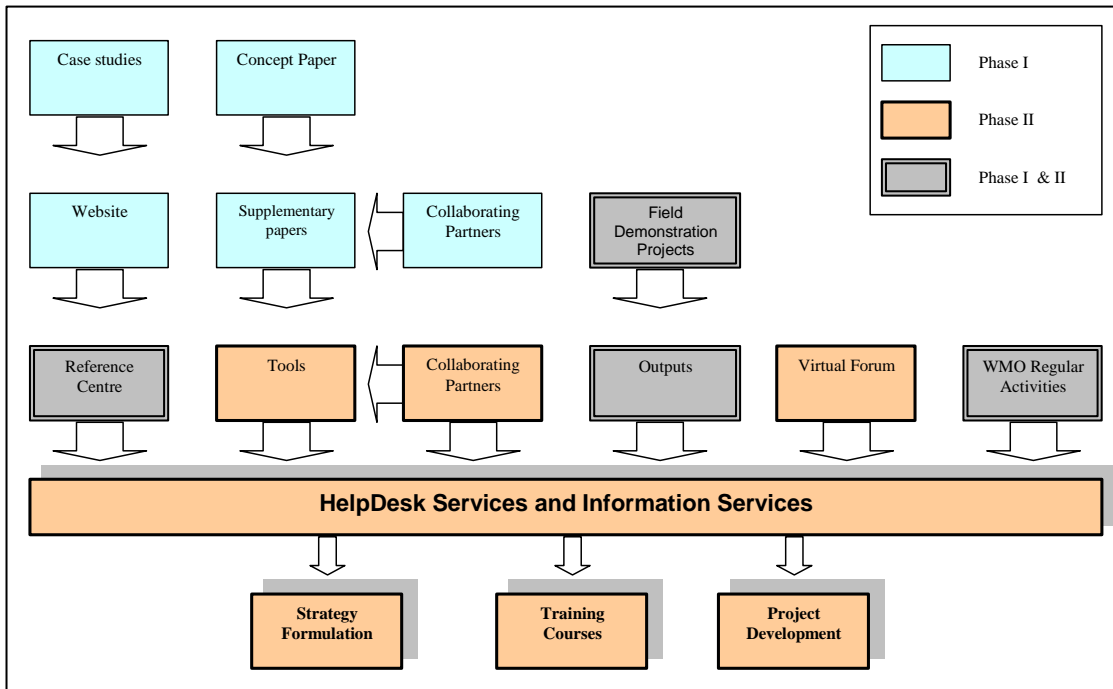 Case studies
Concept Paper
Phase I
Phase II
Phase I & II
Website
Supplementary
papers
Collaborating
Partners
Field
Demonstration
Projects
Reference
Centre
Tools
Collaborating
Partners
Outputs
Virtual Forum
WMO Regular
Activities
HelpDesk Services and Information Services
Strategy
Formulation
Training
Courses
Project
Development